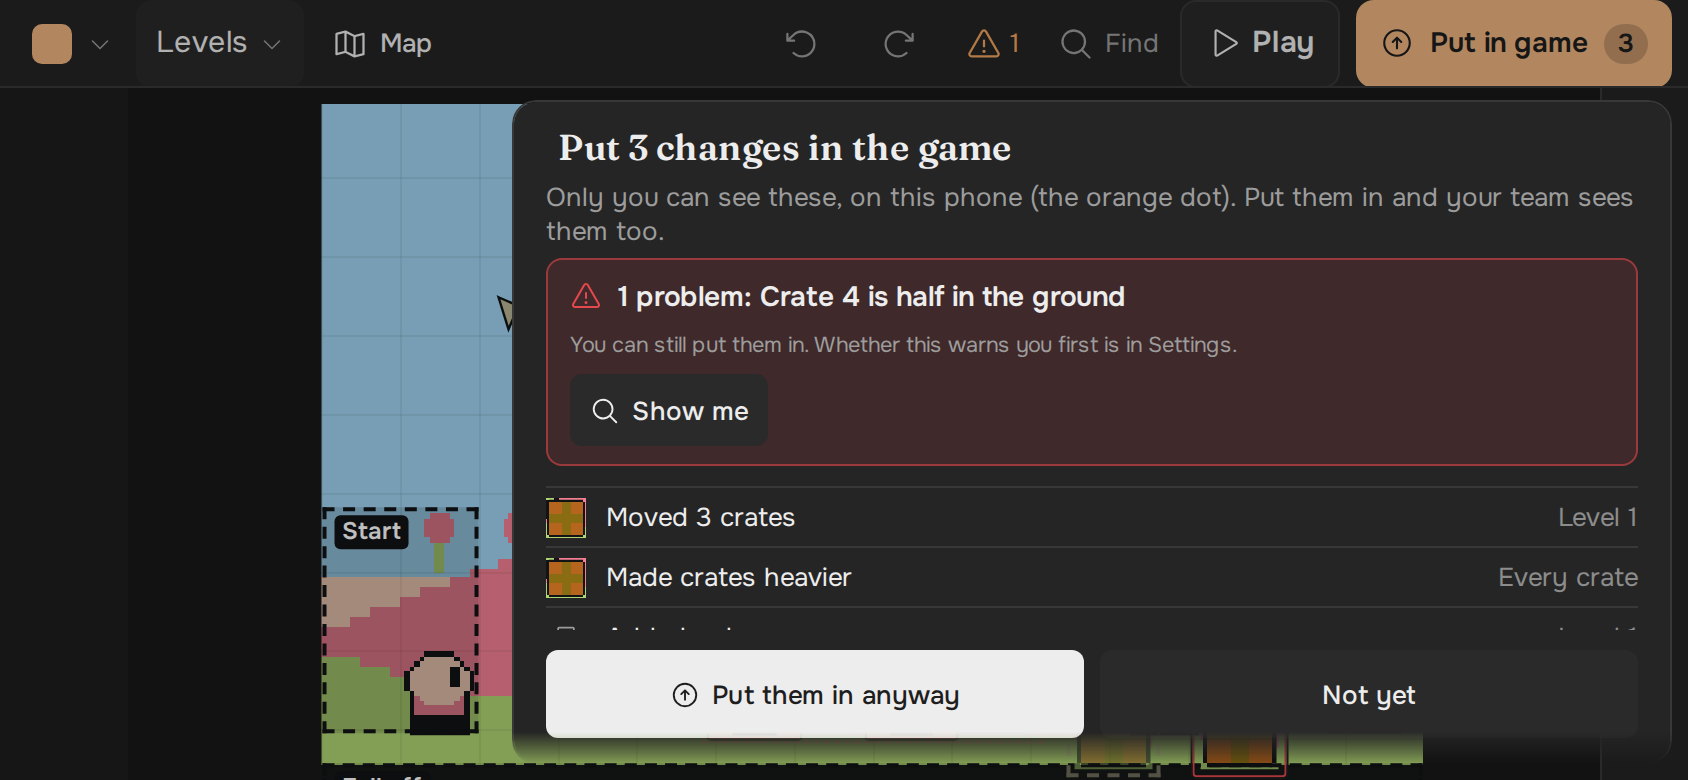 Levels
Map
1
Find
Play
Put in game 3
Put 3 changes in the game
Only you can see these, on this phone (the orange dot). Put them in and your team sees
them too.
1 problem: Crate 4 is half in the ground
You can still put them in. Whether this warns you first is in Settings.
Show me
Moved 3 crates
Level 1
Made crates heavier
Every crate
Start
Put them in anyway
Not yet